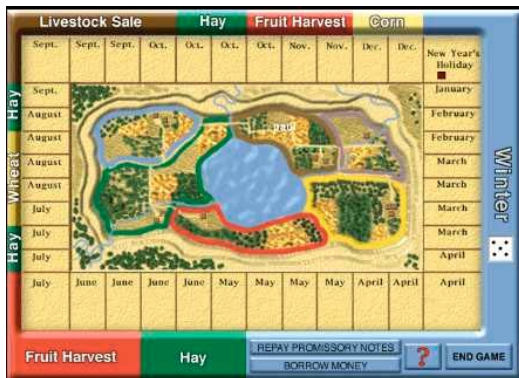 Livestock Sale Hay Fruit Harvest Corn
Sept. Sept. Sept. Oct. Oct. Oct. Oct. Nov. Nov. Dec. Dec. New Year's
Holiday
Sept. January
August February
August February
August March
August March
July March
July April
July June June June May May May May April April April
Hay
Wheat
Hay
Winter
Fruit Harvest Hay
REPAY PROMISSORY NOTES
BORROW MONEY
? END GAME